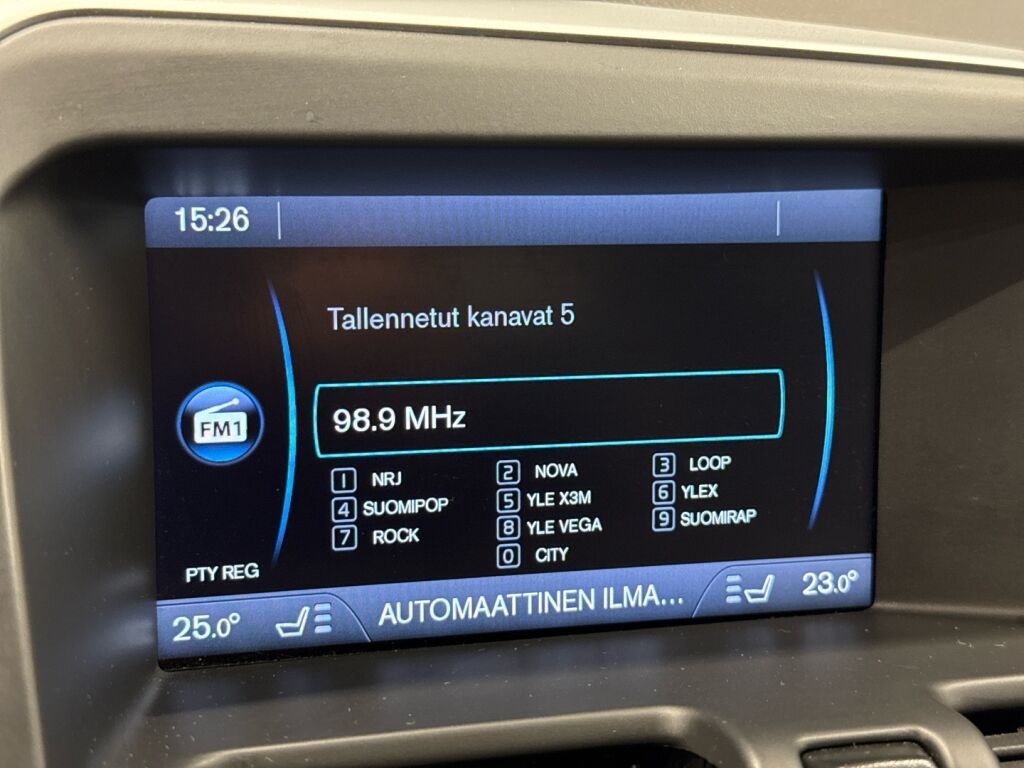 15:26
Tallennetut kanavat 5
FM1
98.9 MHz
1 NRJ 2 NOVA 3 LOOP
4 SUOMIPOP 5 YLE X3M 6 YLEX
7 ROCK 8 YLE VEGA 9 SUOMIRAP
0 CITY
PTY REG
25.0° AUTOMAATTINEN ILMA... 23.0°